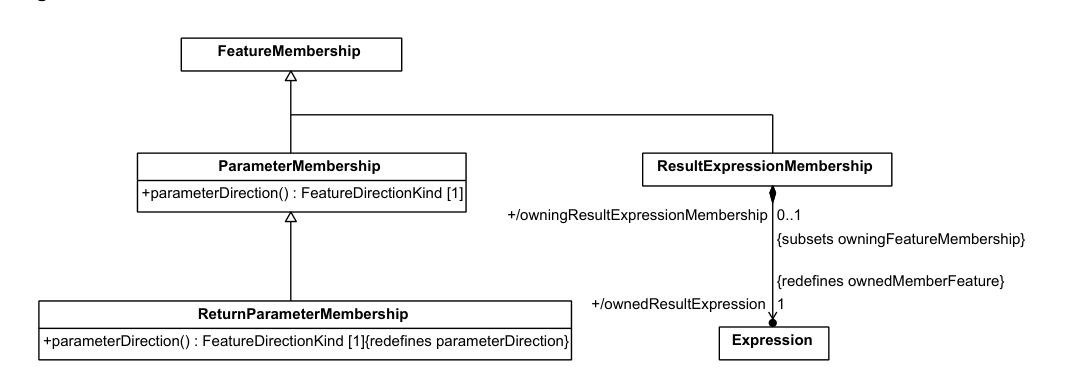 FeatureMembership
ParameterMembership
+parameterDirection() : FeatureDirectionKind [1]
ResultExpressionMembership
+/owningResultExpressionMembership 0..1
{subsets owningFeatureMembership}
{redefines ownedMemberFeature}
+/ownedResultExpression 1
ReturnParameterMembership
+parameterDirection() : FeatureDirectionKind [1]{redefines parameterDirection}
Expression